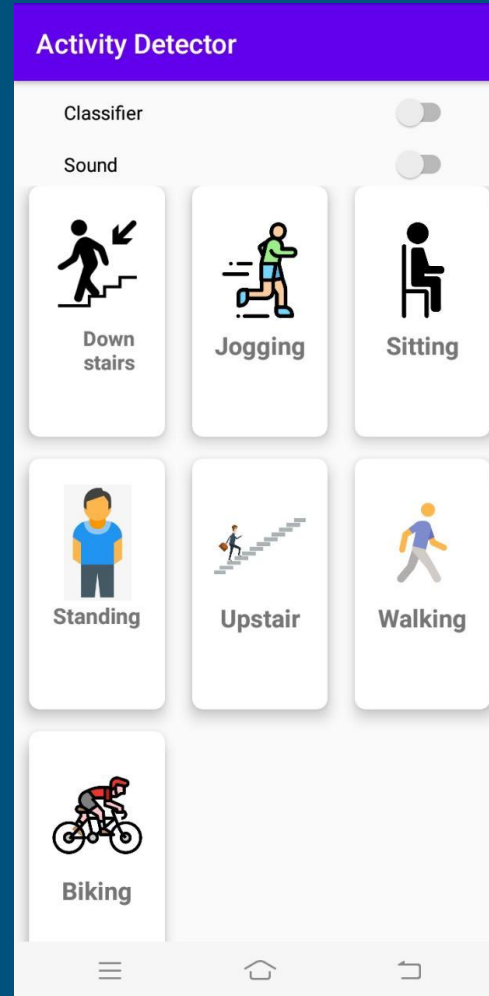 Activity Detector
Classifier
Sound
Down
stairs
Jogging
Sitting
Standing
Upstair
Walking
Biking